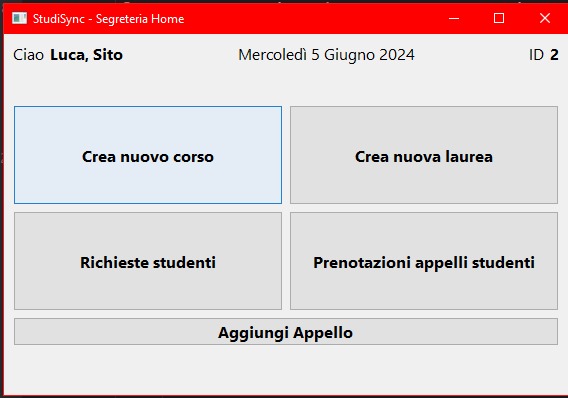 StudiSync - Segreteria Home
Ciao Luca, Sito Mercoledì 5 Giugno 2024 ID 2
Crea nuovo corso Crea nuova laurea
Richieste studenti Prenotazioni appelli studenti
Aggiungi Appello